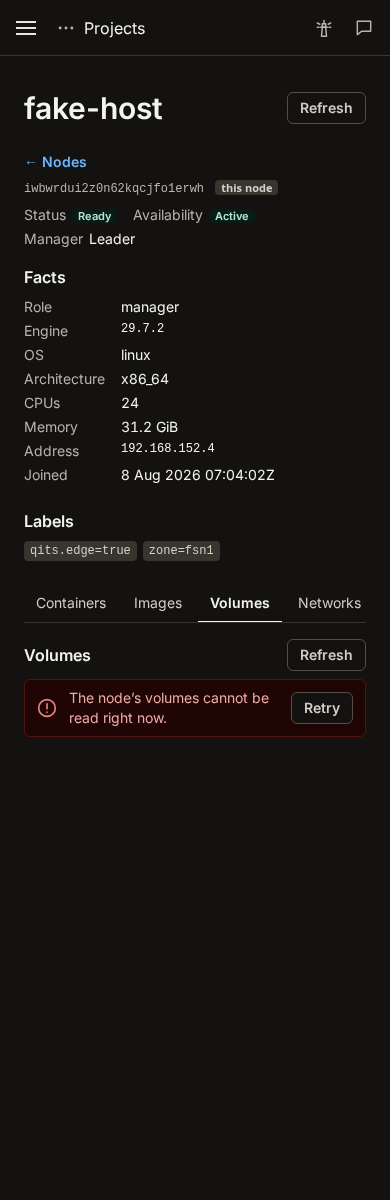 Projects
fake-host
Refresh
← Nodes
iwbwrdui2z0n62kqcjfo1erwh this node
Status Ready Availability Active
Manager Leader
Facts
Role manager
Engine 29.7.2
OS linux
Architecture x86_64
CPUs 24
Memory 31.2 GiB
Address 192.168.152.4
Joined 8 Aug 2026 07:04:02Z
Labels
qits.edge=true zone=fsn1
Containers Images Volumes Networks
Volumes Refresh
The node’s volumes cannot be
read right now.
Retry